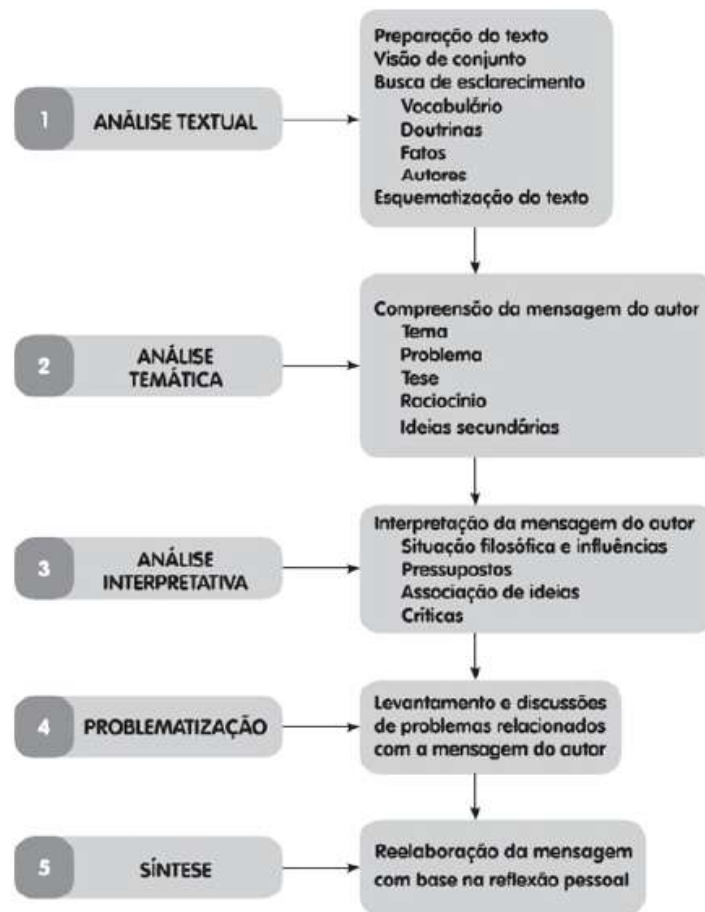 1
ANÁLISE TEXTUAL
Preparação do texto
Visão de conjunto
Busca de esclarecimento
Vocabulário
Doutrinas
Fatos
Autores
Esquematização do texto
2
ANÁLISE
TEMÁTICA
Compreensão da mensagem do autor
Tema
Problema
Tese
Raciocínio
Ideias secundárias
3
ANÁLISE
INTERPRETATIVA
Interpretação da mensagem do autor
Situação filosófica e influências
Pressupostos
Associação de ideias
Críticas
4
PROBLEMATIZAÇÃO
Levantamento e discussões
de problemas relacionados
com a mensagem do autor
5
SÍNTESE
Reelaboração da mensagem
com base na reflexão pessoal